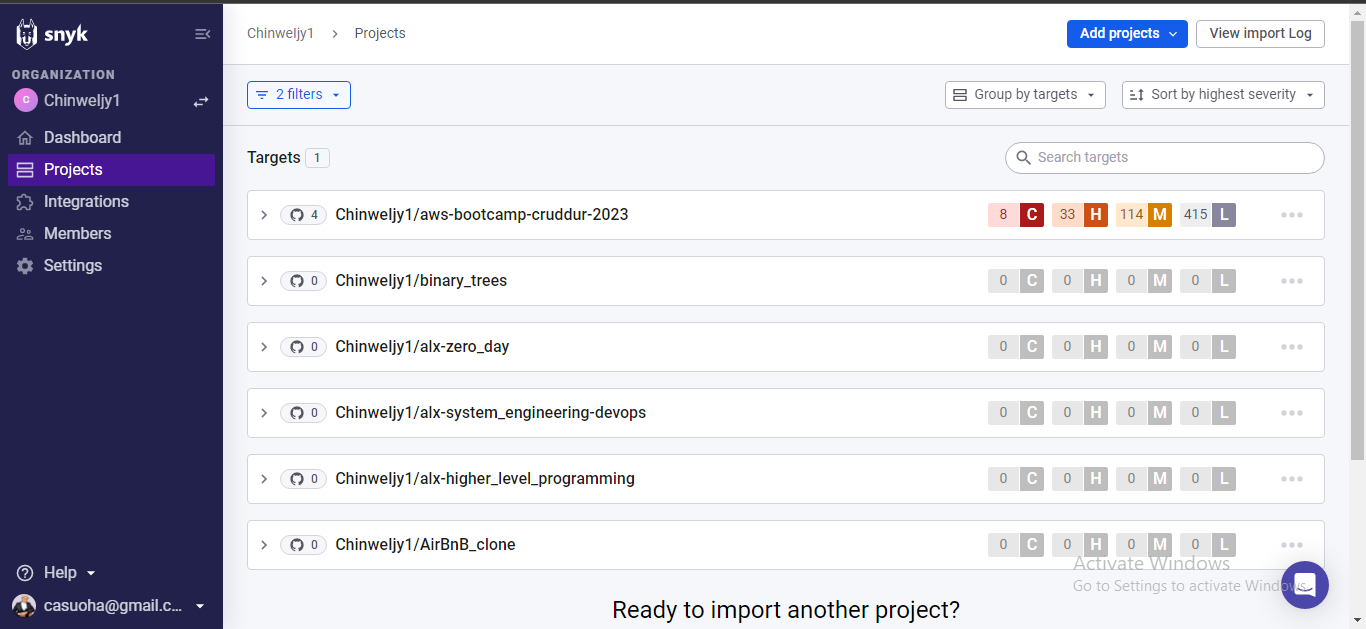 snyk
ORGANIZATION
C Chinweljy1
Dashboard
Projects
Integrations
Members
Settings
Help
casuoha@gmail.c...
Chinweljy1 > Projects
Add projects
View import Log
2 filters
Group by targets
Sort by highest severity
Targets 1
Search targets
4 Chinweljy1/aws-bootcamp-cruddur-2023 8 C 33 H 114 M 415 L
0 Chinweljy1/binary_trees 0 C 0 H 0 M 0 L
0 Chinweljy1/alx-zero_day 0 C 0 H 0 M 0 L
0 Chinweljy1/alx-system_engineering-devops 0 C 0 H 0 M 0 L
0 Chinweljy1/alx-higher_level_programming 0 C 0 H 0 M 0 L
0 Chinweljy1/AirBnB_clone 0 C 0 H 0 M 0 L
Activate Windows
Go to Settings to activate Windows.
Ready to import another project?